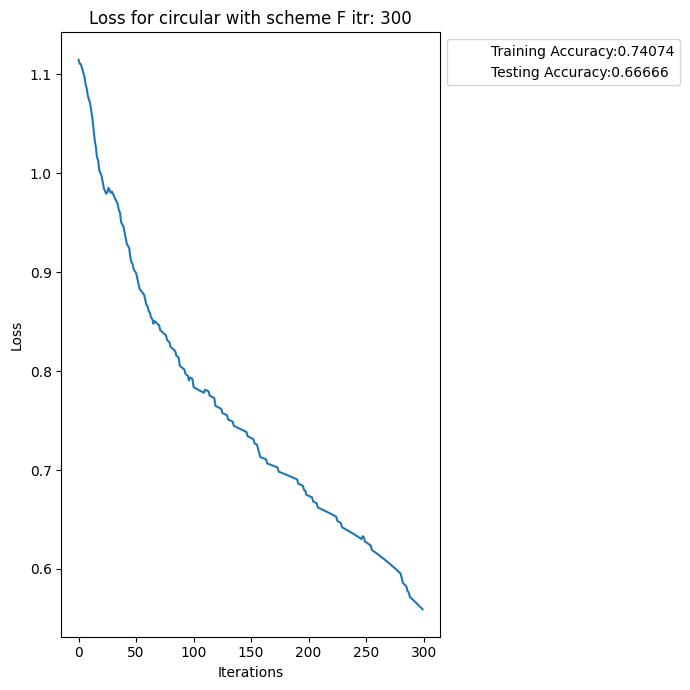 Loss for circular with scheme F itr: 300
Training Accuracy:0.74074
Testing Accuracy:0.66666
1.1
1.0
0.9
0.8
0.7
0.6
Loss
0 50 100 150 200 250 300
Iterations